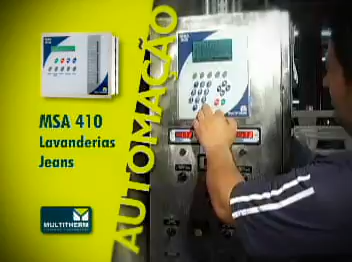 MSA 410
Lavanderias
Jeans
AUTOMAÇÃO
MULTITHERM